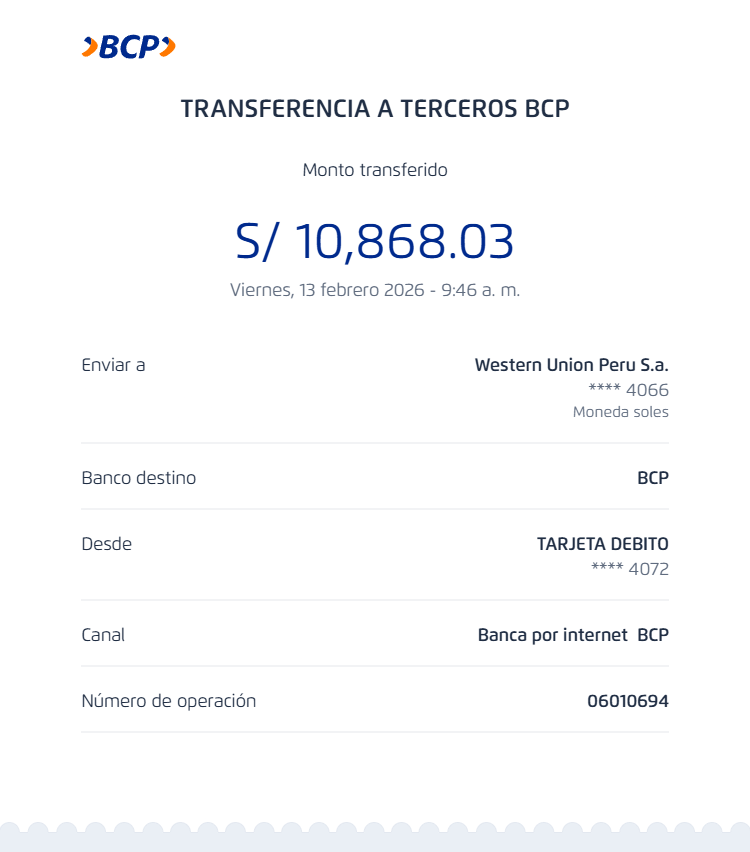 BCP
TRANSFERENCIA A TERCEROS BCP
Monto transferido
S/ 10,868.03
Viernes, 13 febrero 2026 - 9:46 a. m.
Enviar a
Western Union Peru S.a.
**** 4066
Moneda soles
Banco destino
BCP
Desde
TARJETA DEBITO
**** 4072
Canal
Banca por internet  BCP
Número de operación
06010694